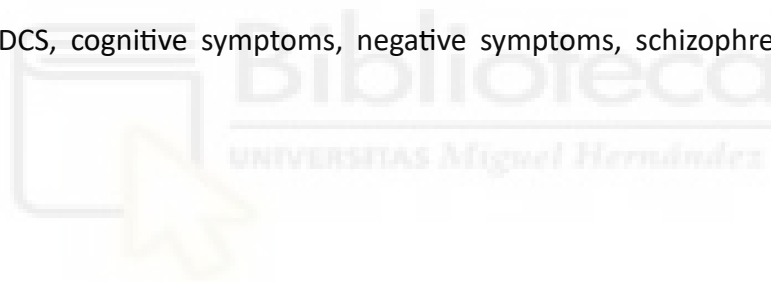 DCS, cognitive symptoms, negative symptoms, schizophre
Biblioteca
UNIVERSITAS Miguel Hernández